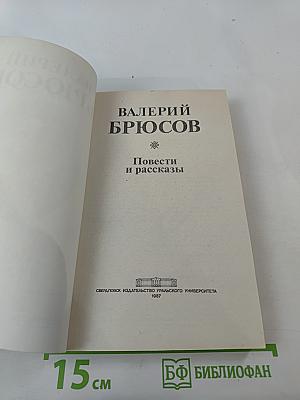 ВАЛЕРИЙ
БРЮСОВ
Повести
и рассказы
СВЕРДЛОВСК ИЗДАТЕЛЬСТВО УРАЛЬСКОГО УНИВЕРСИТЕТА
1987
15 см
БФ БИБЛИОФАН